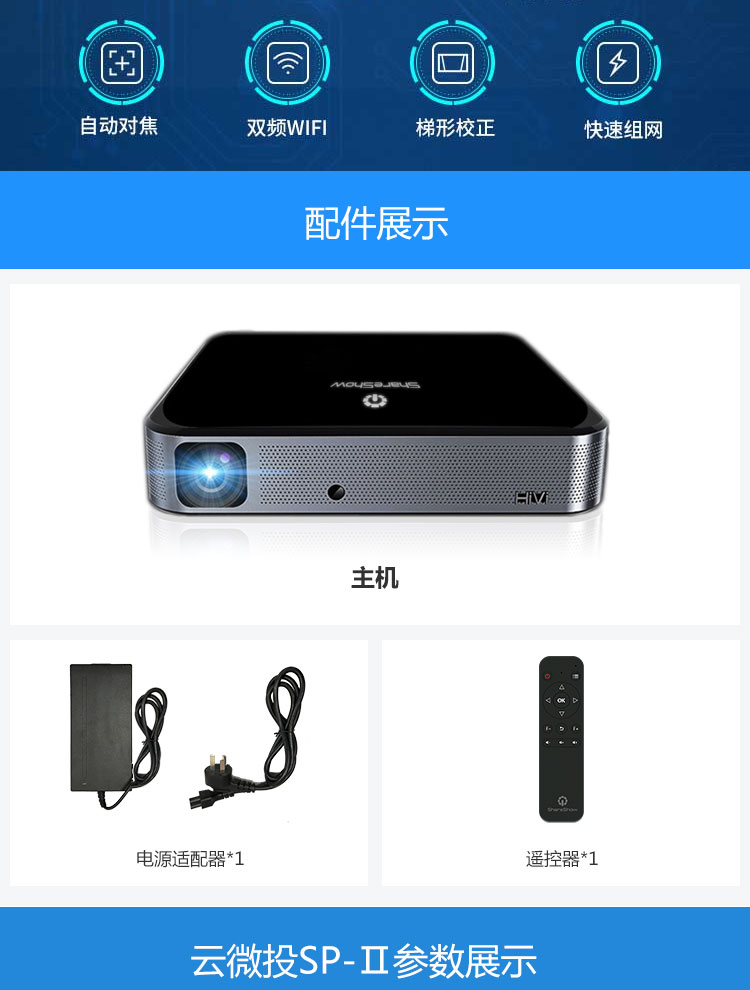 自动对焦
双频WIFI
梯形校正
快速组网
配件展示
ShareShow
HiVi
主机
OK
ShareShow
电源适配器*1
遥控器*1
云微投SP-Ⅱ参数展示